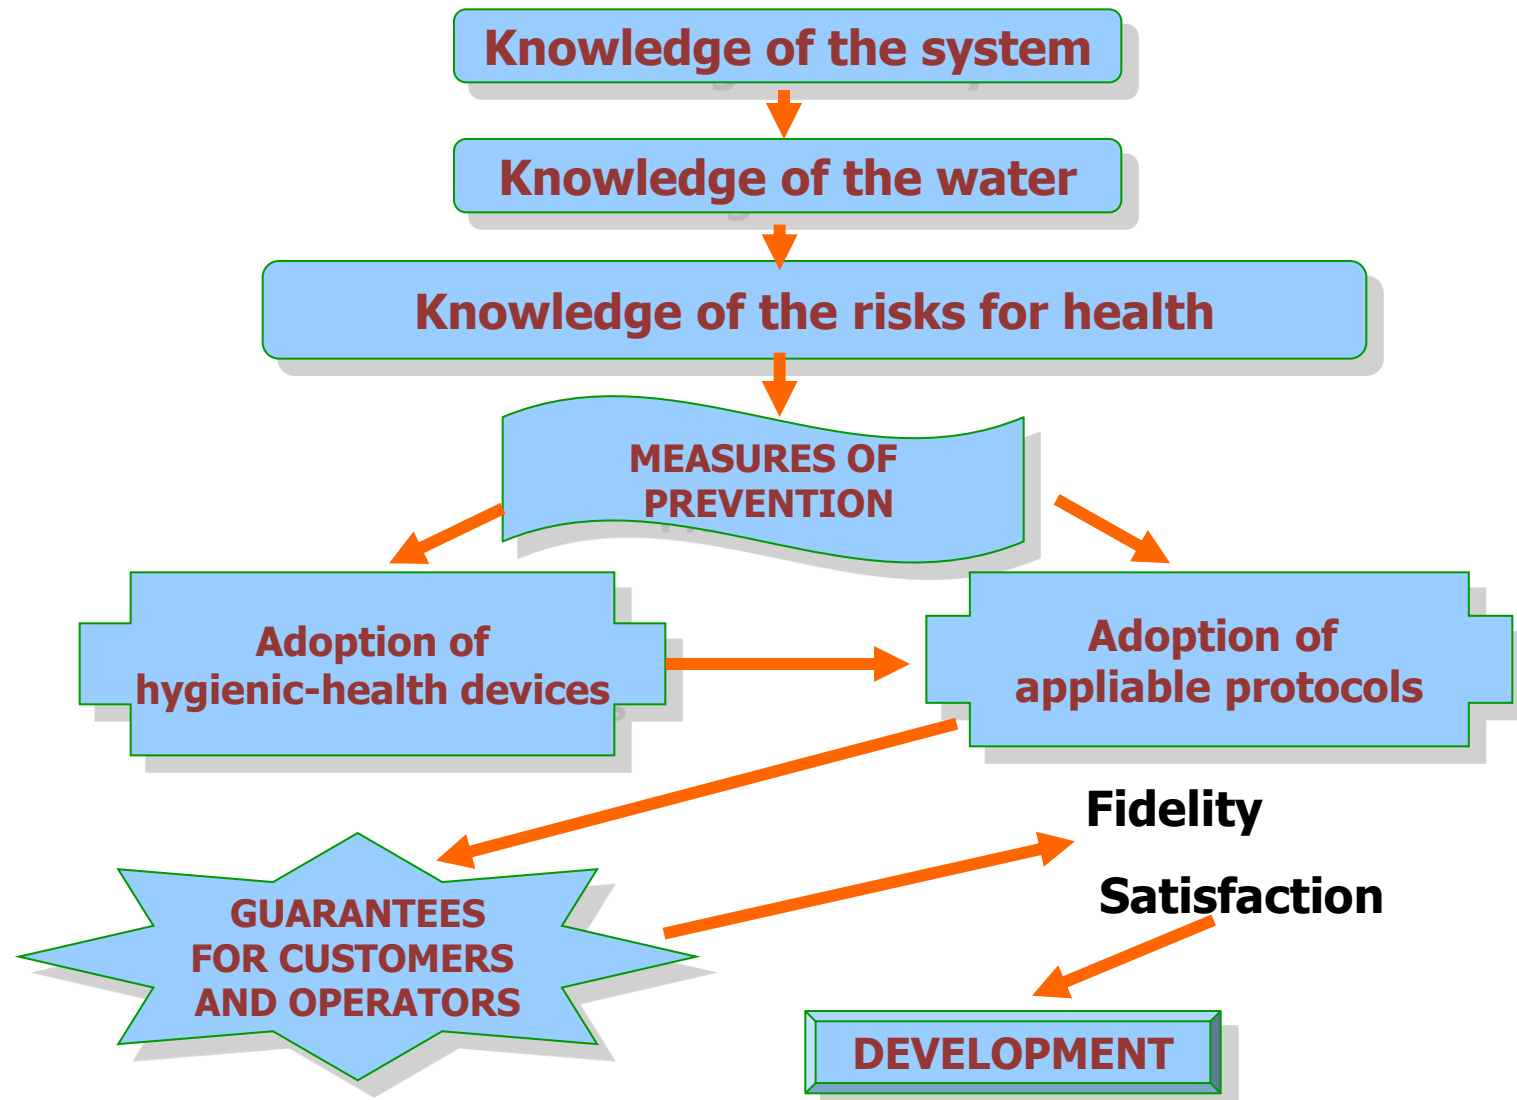 Knowledge of the system
Knowledge of the water
Knowledge of the risks for health
MEASURES OF
PREVENTION
Adoption of
hygienic-health devices
Adoption of
appliable protocols
Fidelity
Satisfaction
GUARANTEES
FOR CUSTOMERS
AND OPERATORS
DEVELOPMENT